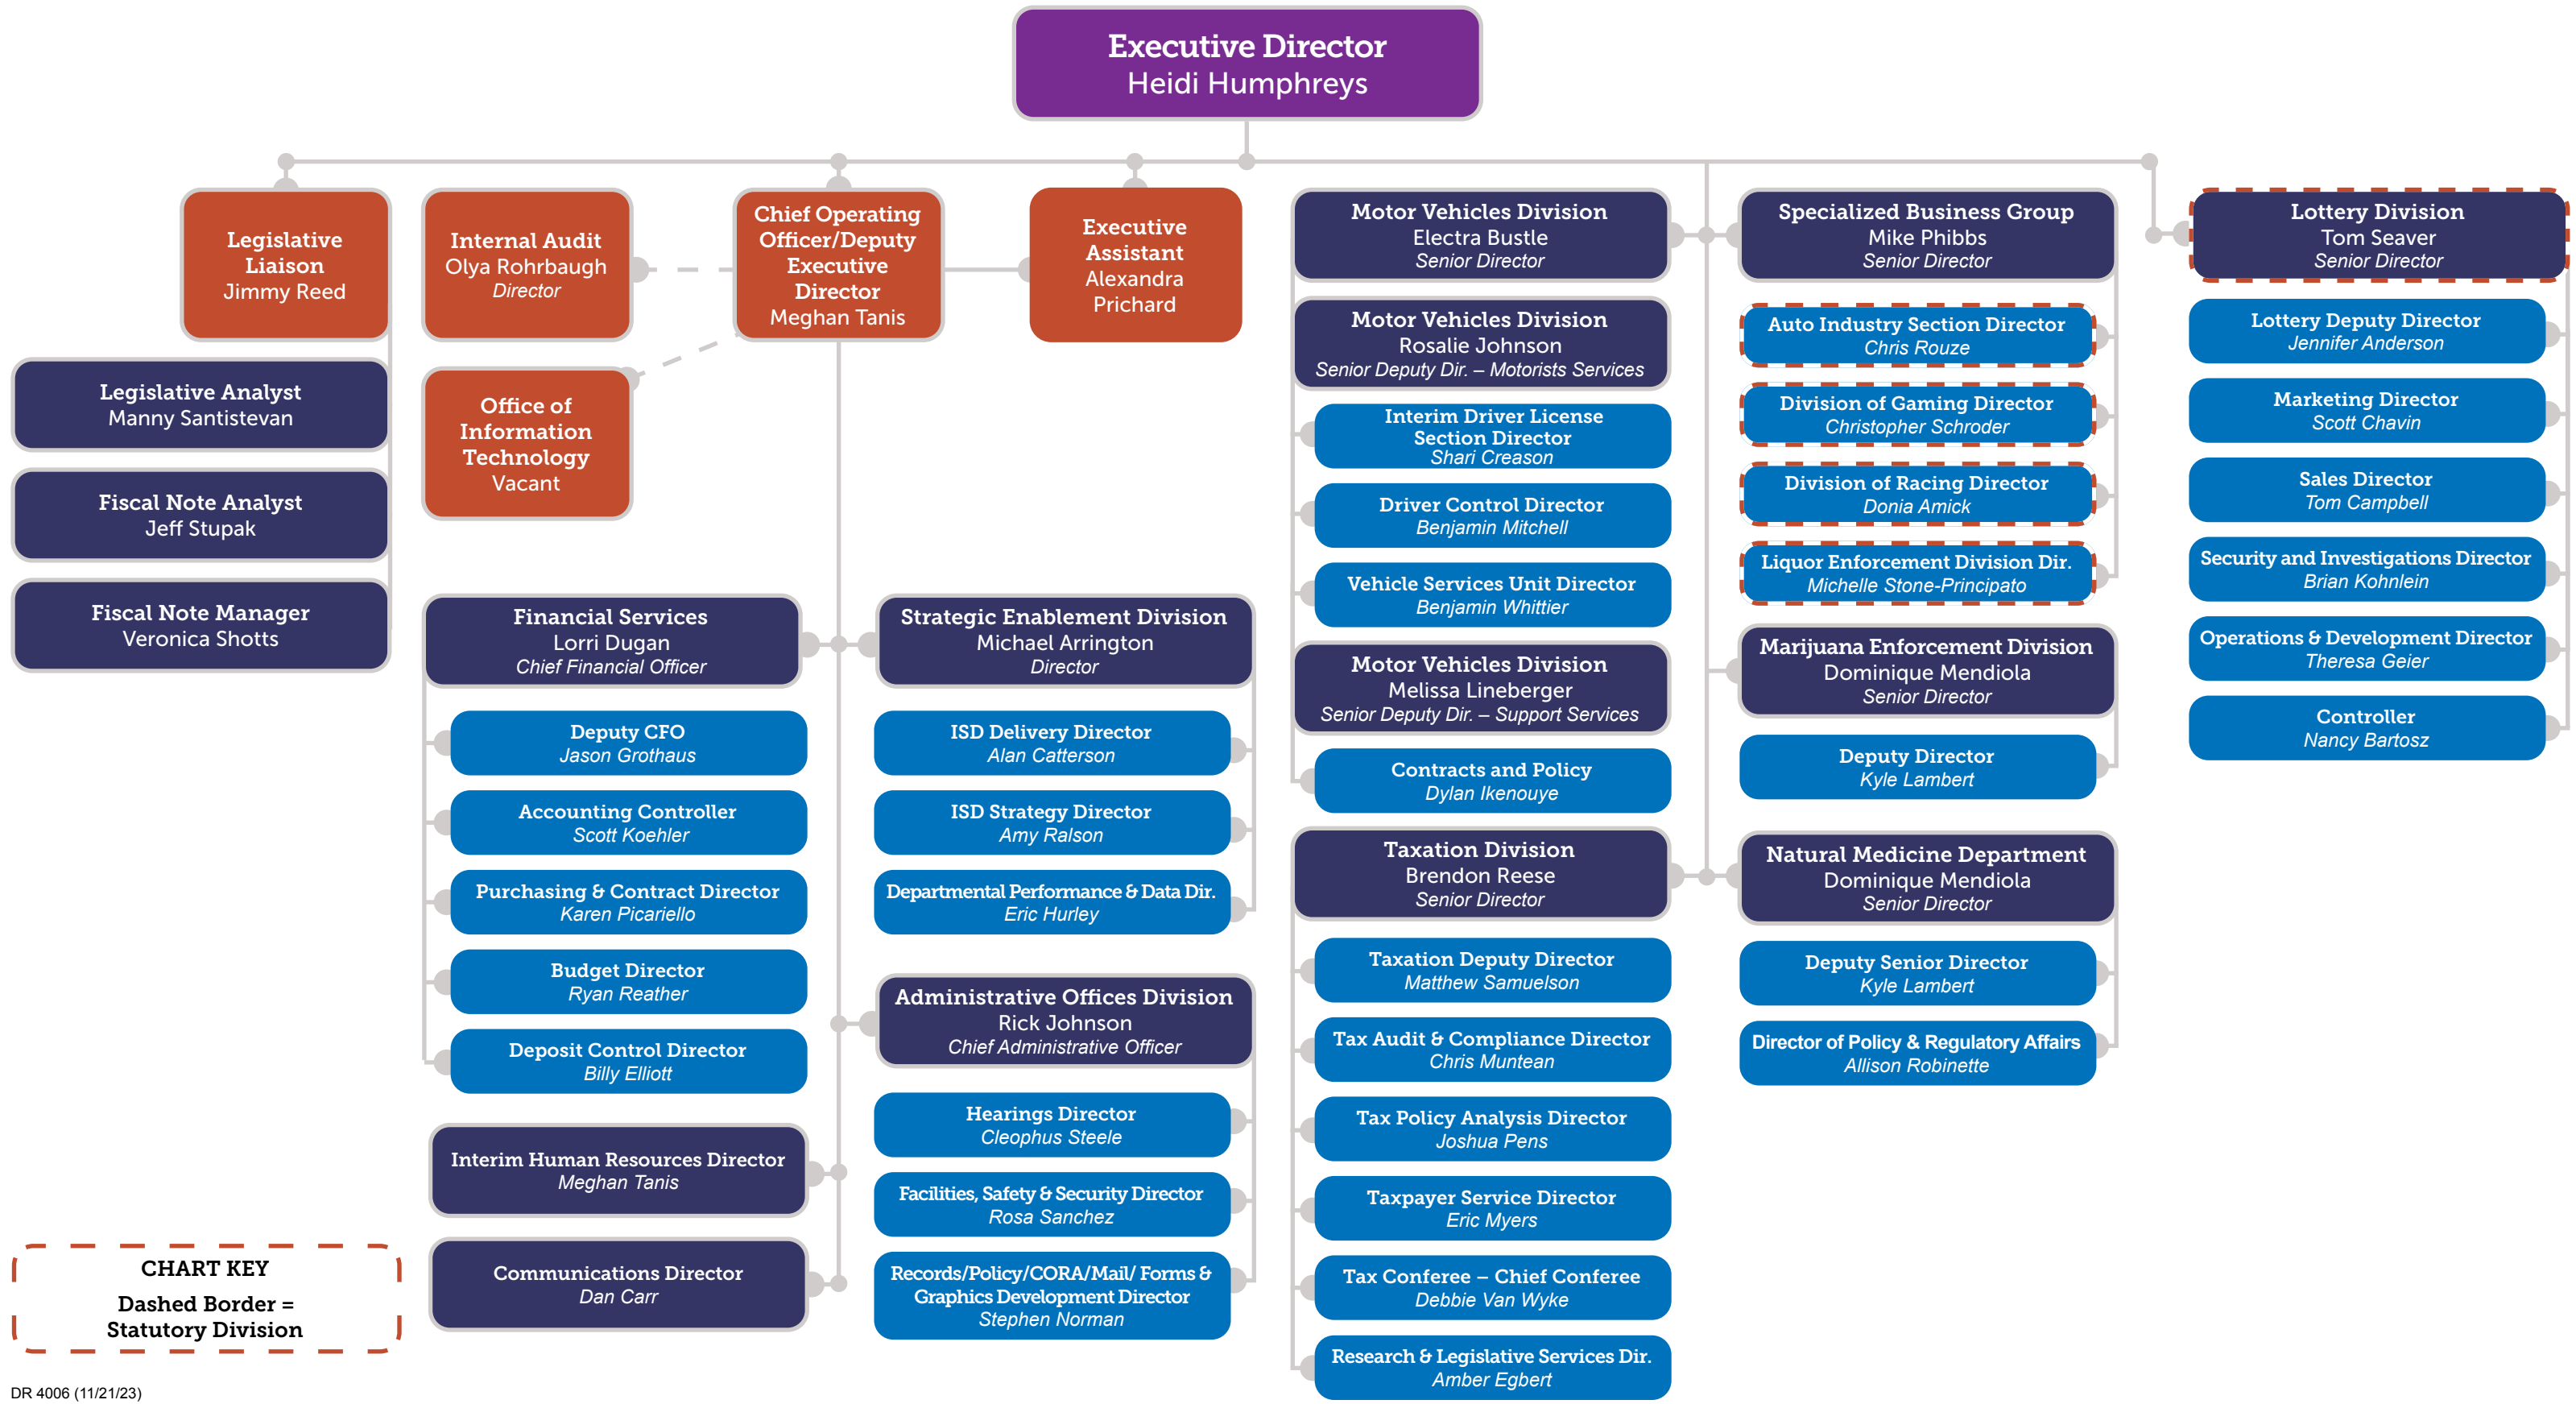 Executive Director
Heidi Humphreys
Legislative
Liaison
Jimmy Reed
Internal Audit
Olya Rohrbaugh
Director
Chief Operating
Officer/Deputy
Executive
Director
Meghan Tanis
Executive
Assistant
Alexandra
Prichard
Legislative Analyst
Manny Santistevan
Fiscal Note Analyst
Jeff Stupak
Fiscal Note Manager
Veronica Shotts
Office of
Information
Technology
Vacant
Financial Services
Lorri Dugan
Chief Financial Officer
Deputy CFO
Jason Grothaus
Accounting Controller
Scott Koehler
Purchasing & Contract Director
Karen Picariello
Budget Director
Ryan Reather
Deposit Control Director
Billy Elliott
Interim Human Resources Director
Meghan Tanis
Communications Director
Dan Carr
Strategic Enablement Division
Michael Arrington
Director
ISD Delivery Director
Alan Catterson
ISD Strategy Director
Amy Ralson
Departmental Performance & Data Dir.
Eric Hurley
Administrative Offices Division
Rick Johnson
Chief Administrative Officer
Hearings Director
Cleophus Steele
Facilities, Safety & Security Director
Rosa Sanchez
Records/Policy/CORA/Mail/ Forms &
Graphics Development Director
Stephen Norman
Motor Vehicles Division
Electra Bustle
Senior Director
Motor Vehicles Division
Rosalie Johnson
Senior Deputy Dir. – Motorists Services
Interim Driver License
Section Director
Shari Creason
Driver Control Director
Benjamin Mitchell
Vehicle Services Unit Director
Benjamin Whittier
Motor Vehicles Division
Melissa Lineberger
Senior Deputy Dir. – Support Services
Contracts and Policy
Dylan Ikenouye
Taxation Division
Brendon Reese
Senior Director
Taxation Deputy Director
Matthew Samuelson
Tax Audit & Compliance Director
Chris Muntean
Tax Policy Analysis Director
Joshua Pens
Taxpayer Service Director
Eric Myers
Tax Conferee – Chief Conferee
Debbie Van Wyke
Research & Legislative Services Dir.
Amber Egbert
Specialized Business Group
Mike Phibbs
Senior Director
Auto Industry Section Director
Chris Rouze
Division of Gaming Director
Christopher Schroder
Division of Racing Director
Donia Amick
Liquor Enforcement Division Dir.
Michelle Stone-Principato
Marijuana Enforcement Division
Dominique Mendiola
Senior Director
Deputy Director
Kyle Lambert
Natural Medicine Department
Dominique Mendiola
Senior Director
Deputy Senior Director
Kyle Lambert
Director of Policy & Regulatory Affairs
Allison Robinette
Lottery Division
Tom Seaver
Senior Director
Lottery Deputy Director
Jennifer Anderson
Marketing Director
Scott Chavin
Sales Director
Tom Campbell
Security and Investigations Director
Brian Kohnlein
Operations & Development Director
Theresa Geier
Controller
Nancy Bartosz
CHART KEY
Dashed Border =
Statutory Division
DR 4006 (11/21/23)